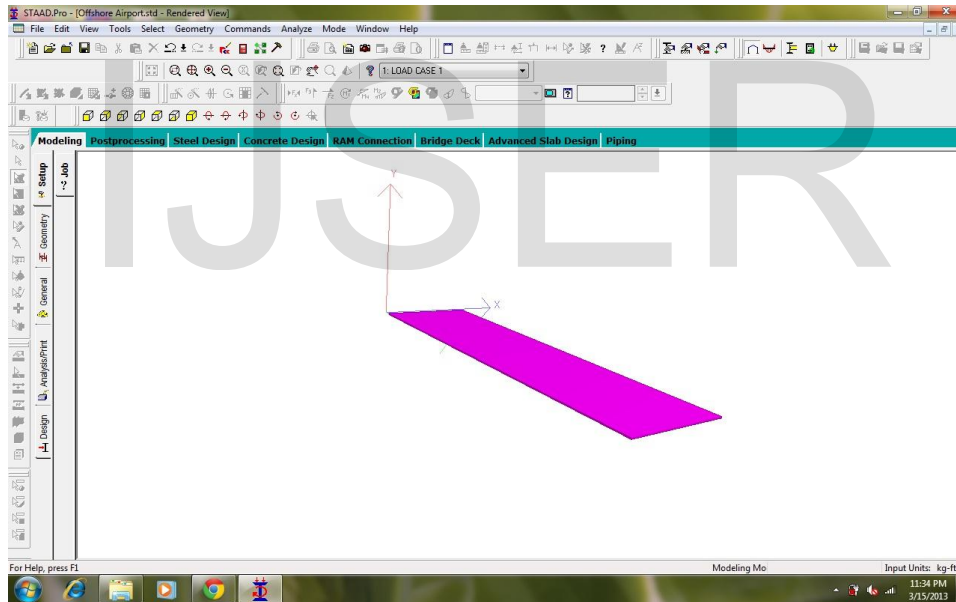 STAAD.Pro - [Offshore Airport.std - Rendered View]
File Edit View Tools Select Geometry Commands Analyze Mode Window Help
1: LOAD CASE 1
Modeling Postprocessing Steel Design Concrete Design RAM Connection Bridge Deck Advanced Slab Design Piping
Setup
Job
Geometry
General
Analysis/Print
Design
Y
X
IJSER
For Help, press F1
Modeling Mo
Input Units: kg-ft
11:34 PM
3/15/2013